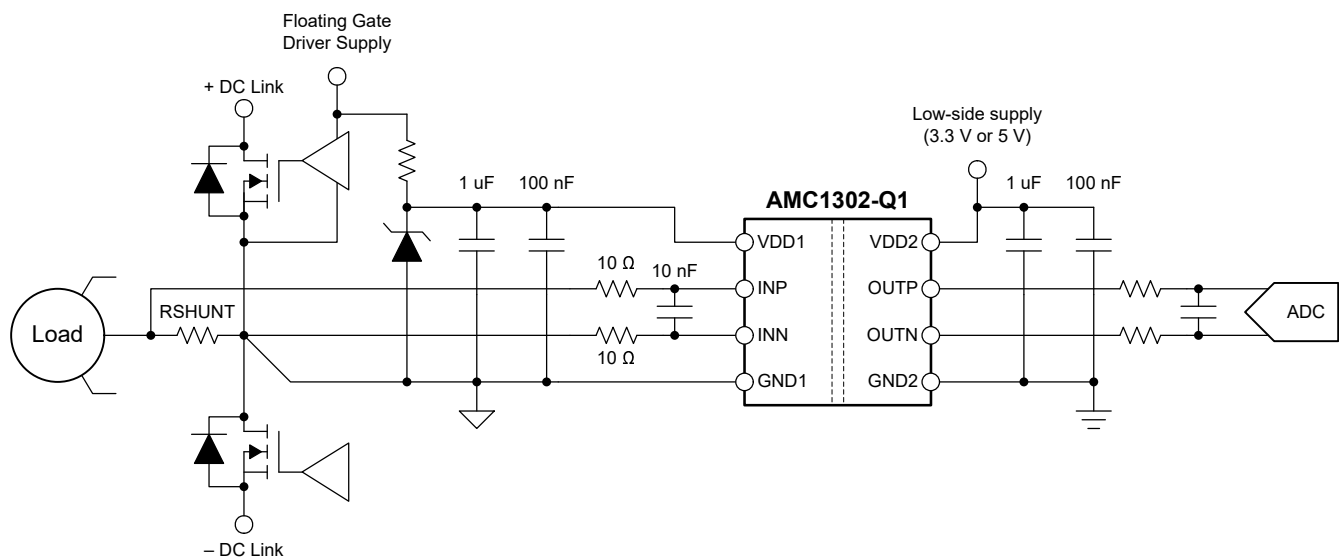 Floating Gate
Driver Supply
+ DC Link
Low-side supply
(3.3 V or 5 V)
1 uF
100 nF
AMC1302-Q1
1 uF
100 nF
VDD1
VDD2
10 Ω
10 nF
INP
OUTP
RSHUNT
Load
ADC
INN
OUTN
10 Ω
GND1
GND2
– DC Link